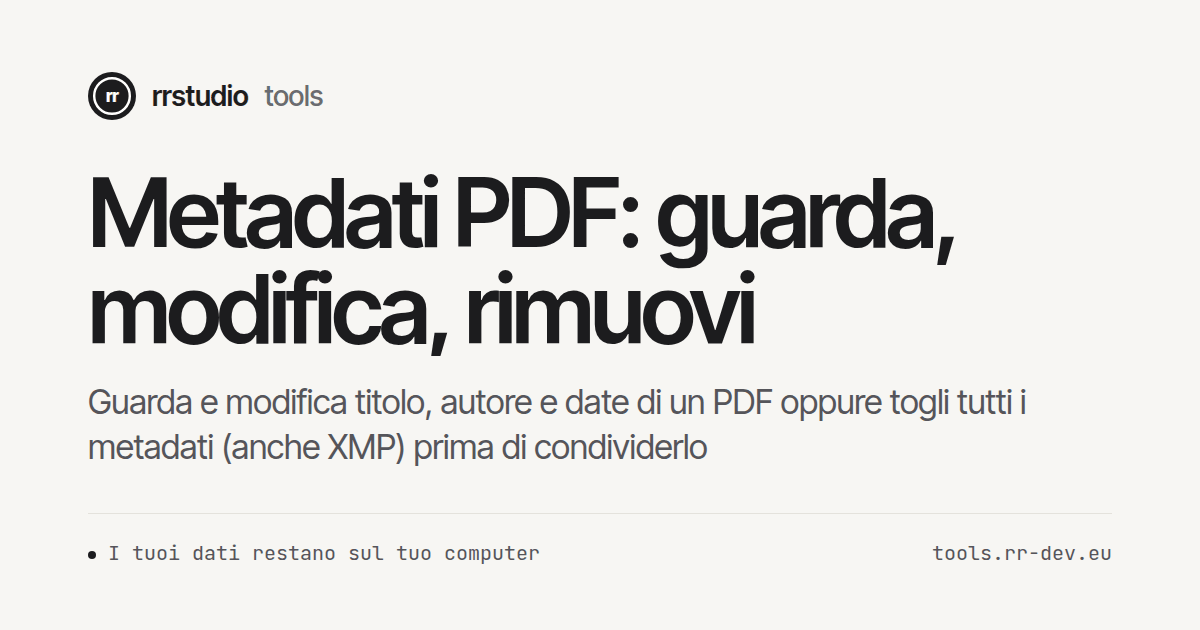 rr rrstudio tools
Metadati PDF: guarda,
modifica, rimuovi
Guarda e modifica titolo, autore e date di un PDF oppure togli tutti i
metadati (anche XMP) prima di condividerlo
I tuoi dati restano sul tuo computer
tools.rr-dev.eu